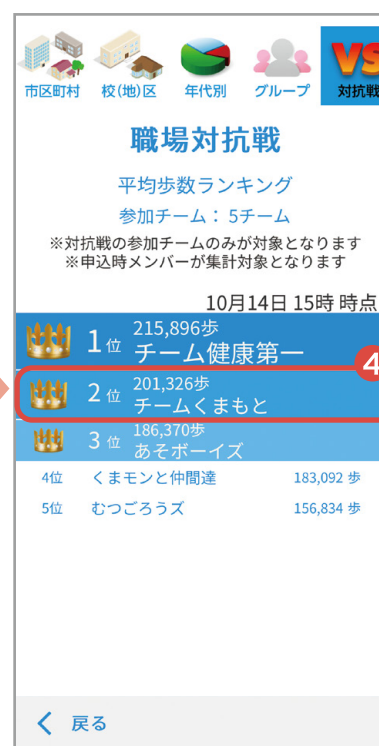 市区町村 校(地)区 年代別 グループ 対抗戦
VS
職場対抗戦
平均歩数ランキング
参加チーム： 5チーム
※対抗戦の参加チームのみが対象となります
※申込時メンバーが集計対象となります
10月14日 15時 時点
1位 215,896歩
チーム健康第一
4
2位 201,326歩
チームくまもと
3位 186,370歩
あそボーイズ
4位 くまモンと仲間達 183,092 歩
5位 むつごろうズ 156,834 歩
戻る